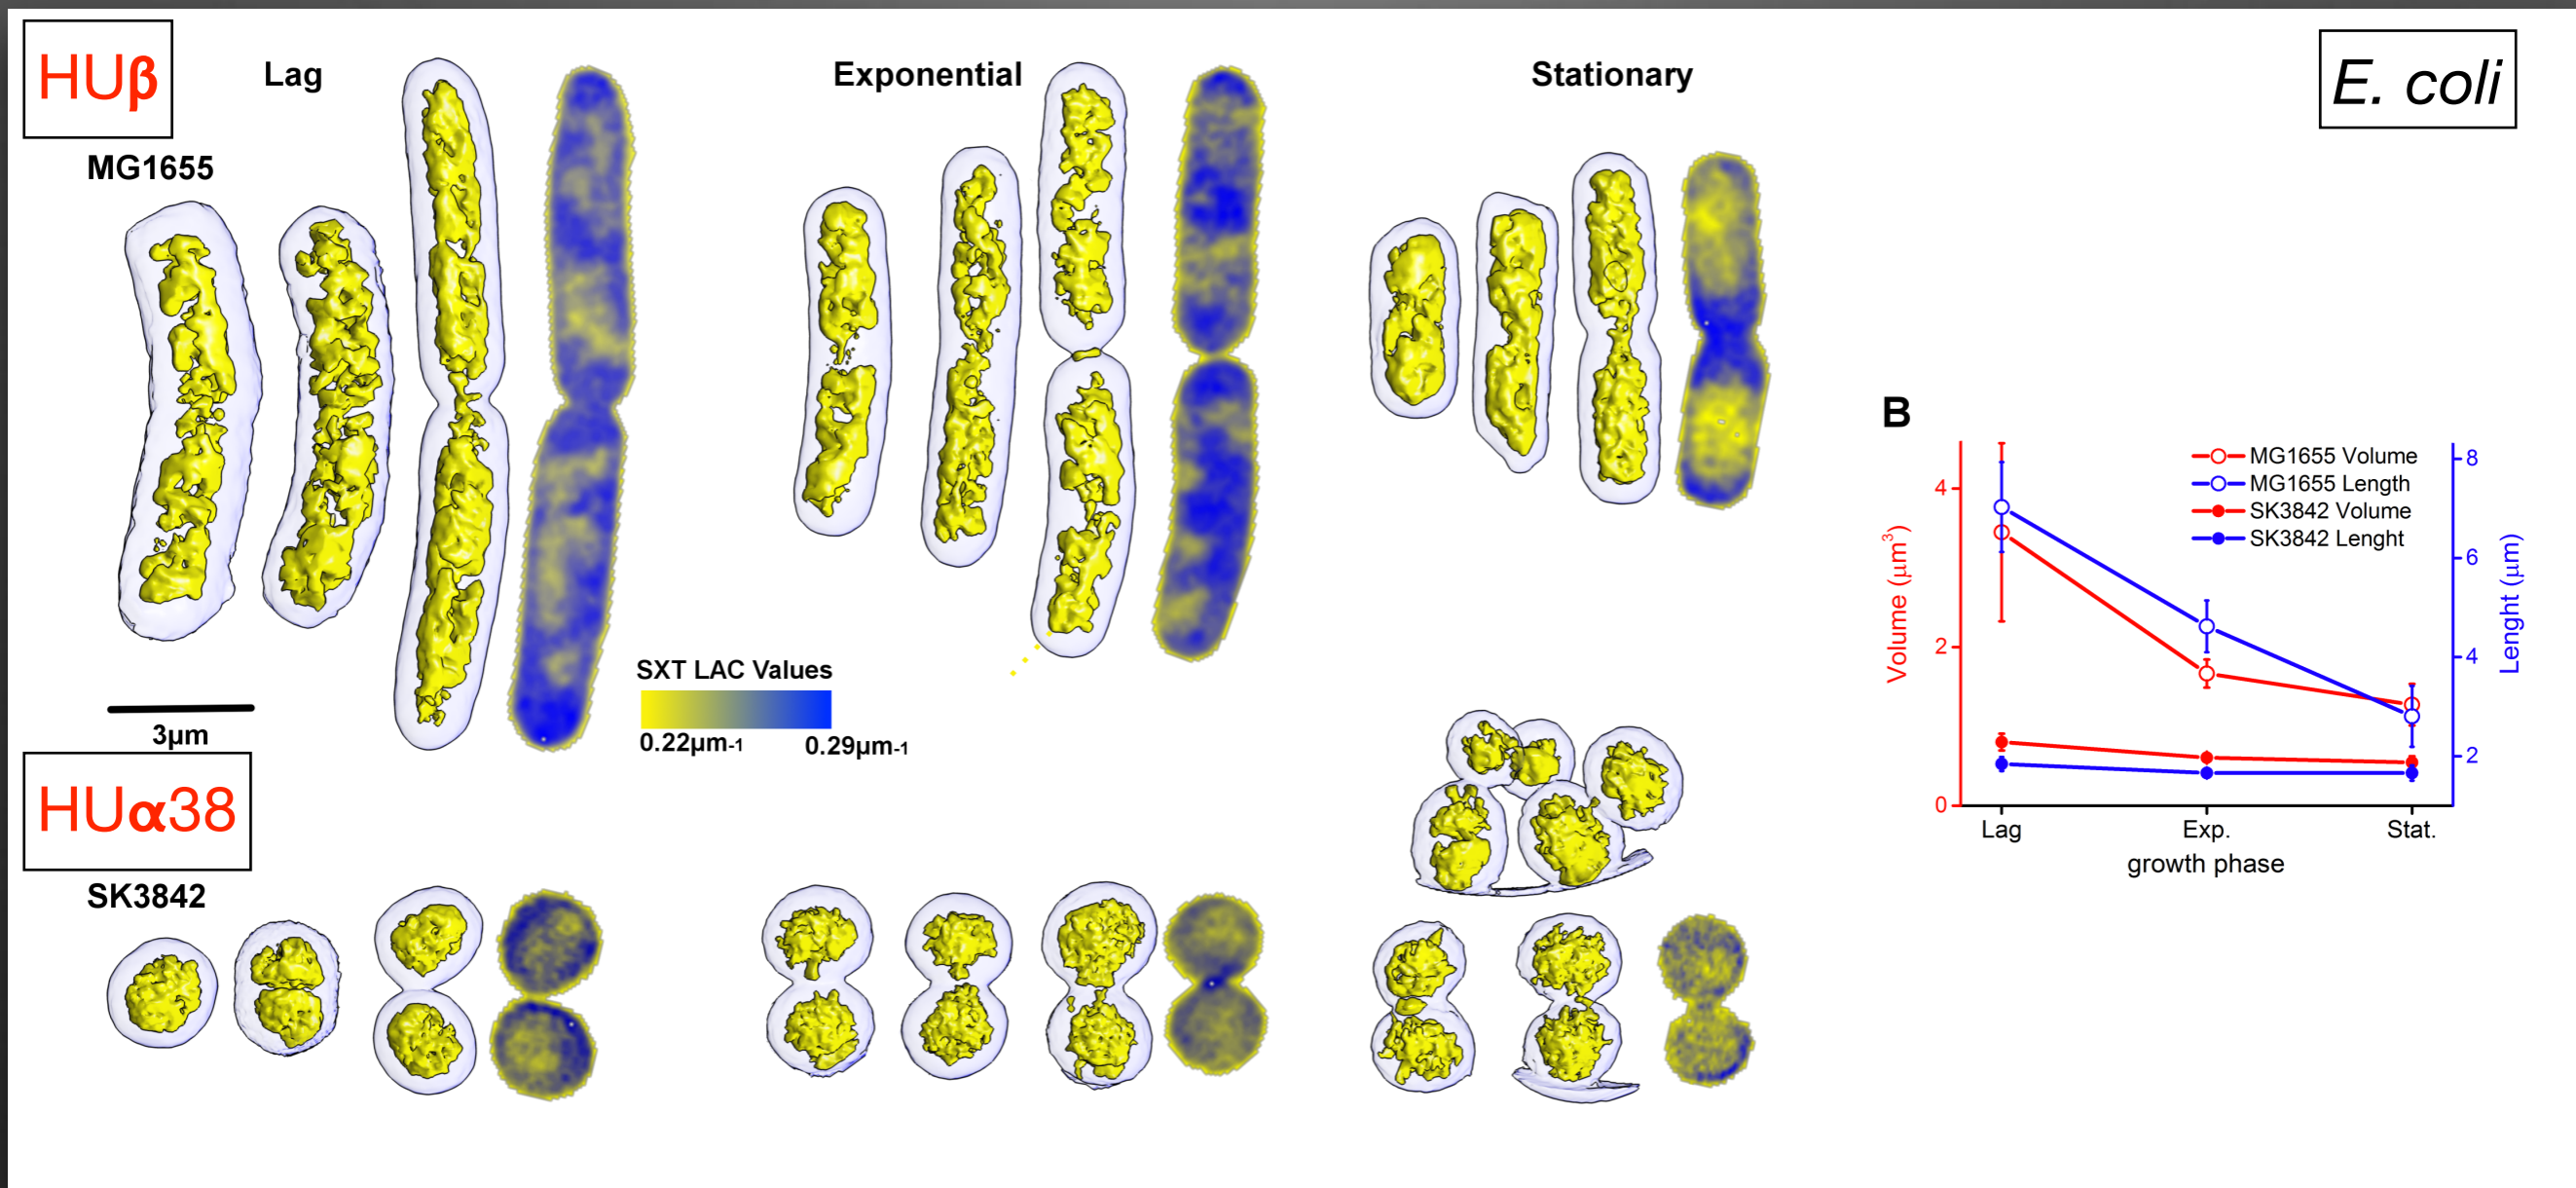 HUβ
Lag
Exponential
Stationary
E. coli
MG1655
SXT LAC Values
0.22μm-1
0.29μm-1
3μm
HUα38
SK3842
B
MG1655 Volume
MG1655 Length
SK3842 Volume
SK3842 Lenght
Volume (μm³)
4
2
0
8
6
4
2
Lenght (μm)
Lag
Exp.
Stat.
growth phase